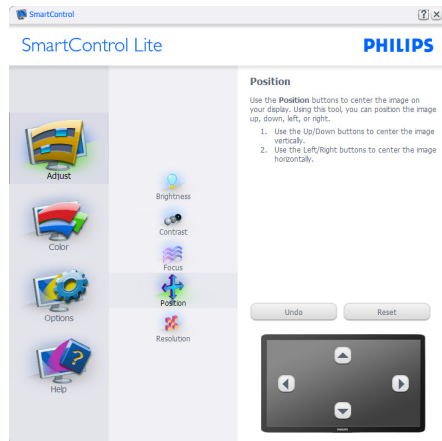 SmartControl
? x
SmartControl Lite
PHILIPS
Adjust
Color
Options
Help
Brightness
Contrast
Focus
Position
Resolution
Position
Use the Position buttons to center the image on
your display. Using this tool, you can position the image
up, down, left, or right.
1. Use the Up/Down buttons to center the image
vertically.
2. Use the Left/Right buttons to center the image
horizontally.
Undo
Reset
PHILIPS